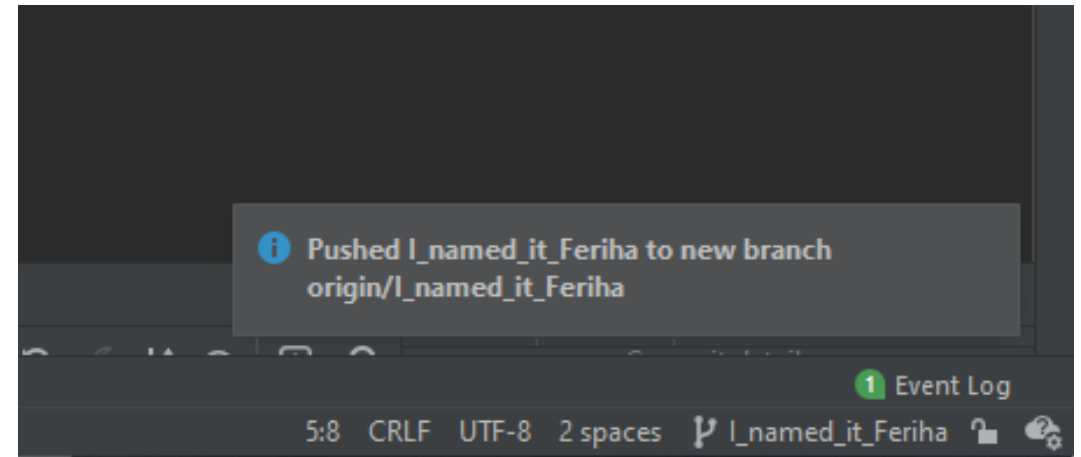 Pushed I_named_it_Feriha to new branch
origin/I_named_it_Feriha
1 Event Log
5:8 CRLF UTF-8 2 spaces I_named_it_Feriha